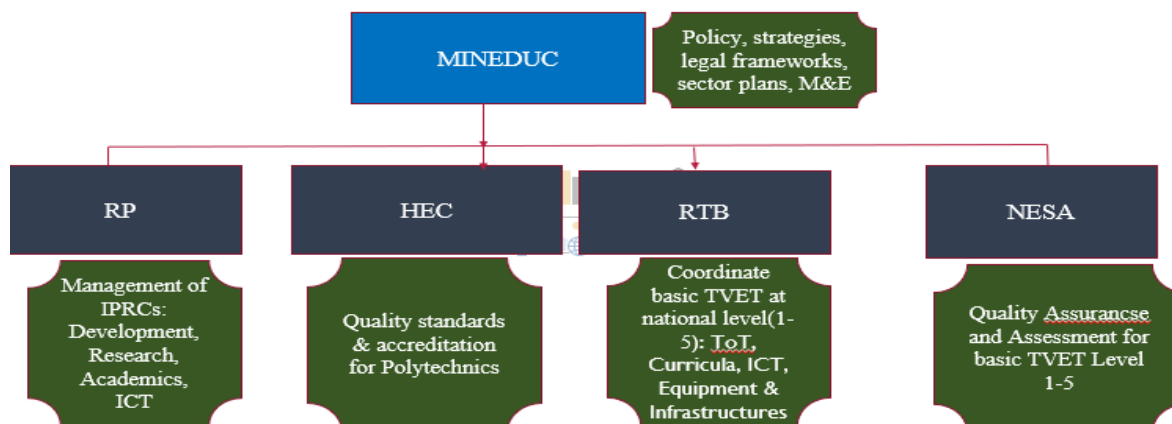 MINEDUC
Policy, strategies,
legal frameworks,
sector plans, M&E
RP
HEC
RTB
NESA
Management of
IPRCs:
Development,
Research,
Academics,
ICT
Quality standards
& accreditation
for Polytechnics
Coordinate
basic TVET at
national level(1-
5): ToT,
Curricula, ICT,
Equipment &
Infrastructures
Quality Assurancse
and Assessment for
basic TVET Level
1-5